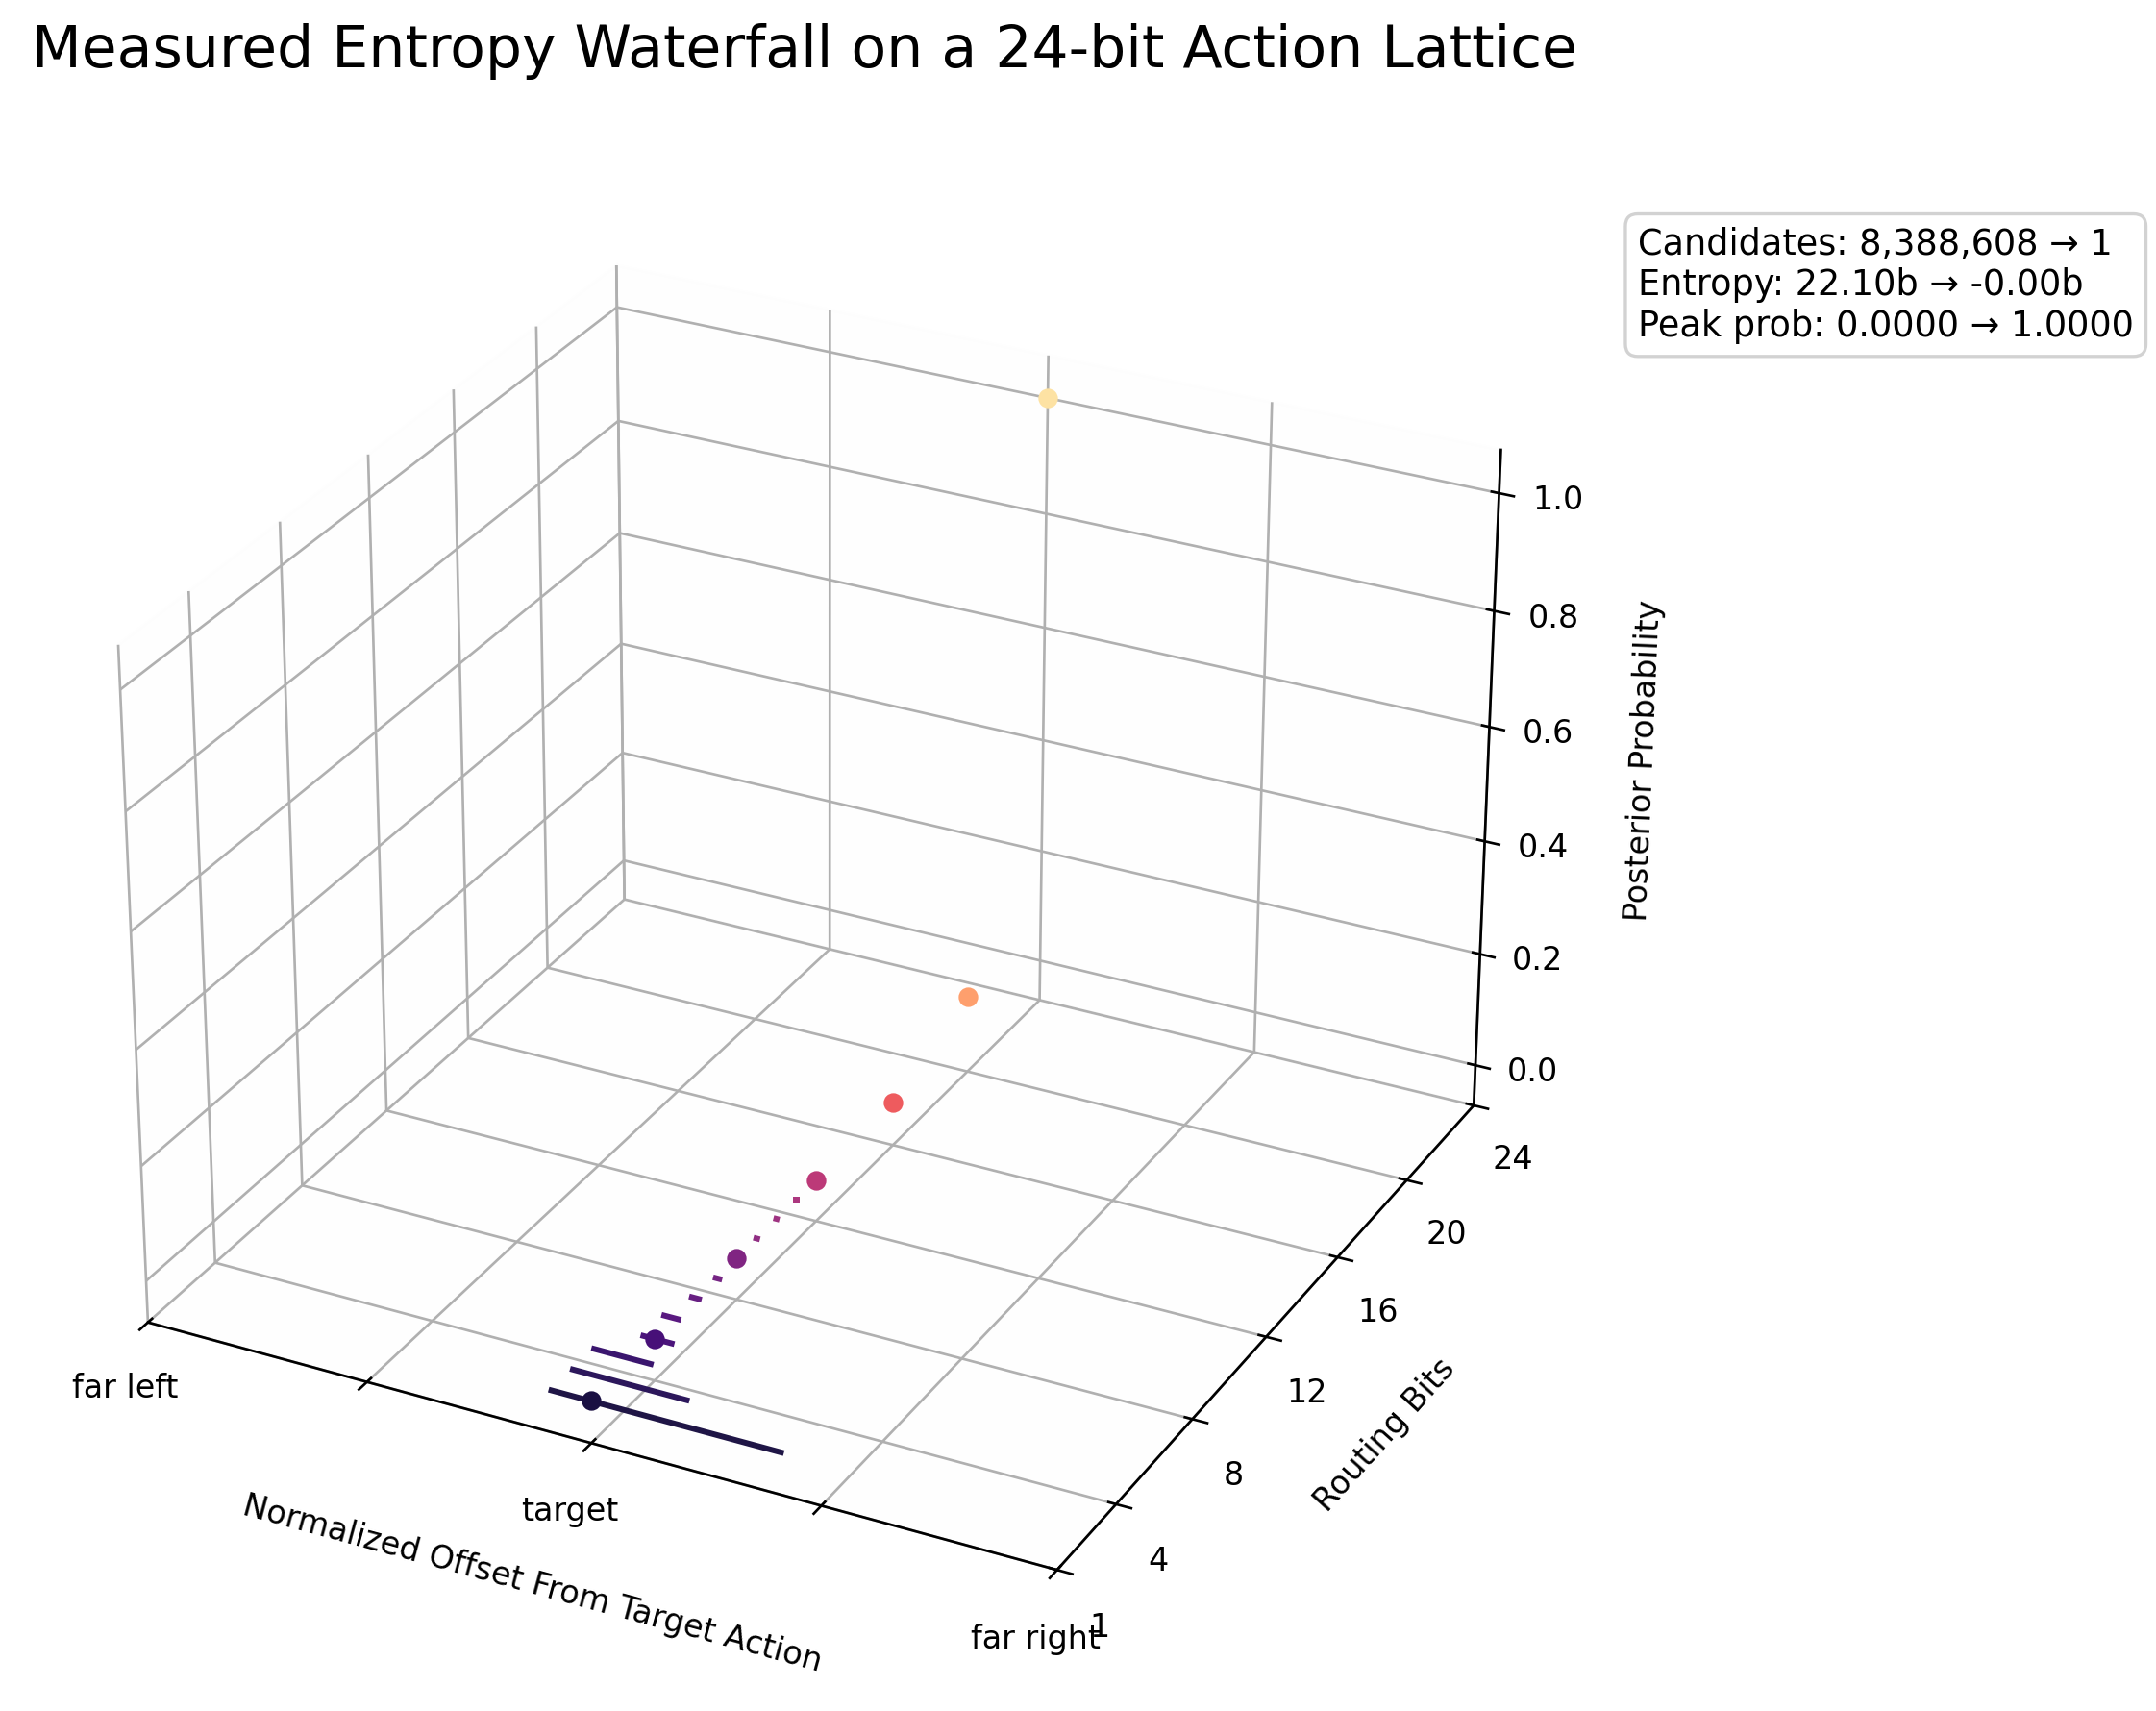 Measured Entropy Waterfall on a 24-bit Action Lattice
Candidates: 8,388,608 → 1
Entropy: 22.10b → -0.00b
Peak prob: 0.0000 → 1.0000
1.0
0.8
0.6
0.4
0.2
0.0
Posterior Probability
24
20
16
12
8
4
1
Routing Bits
far left
target
far right
Normalized Offset From Target Action